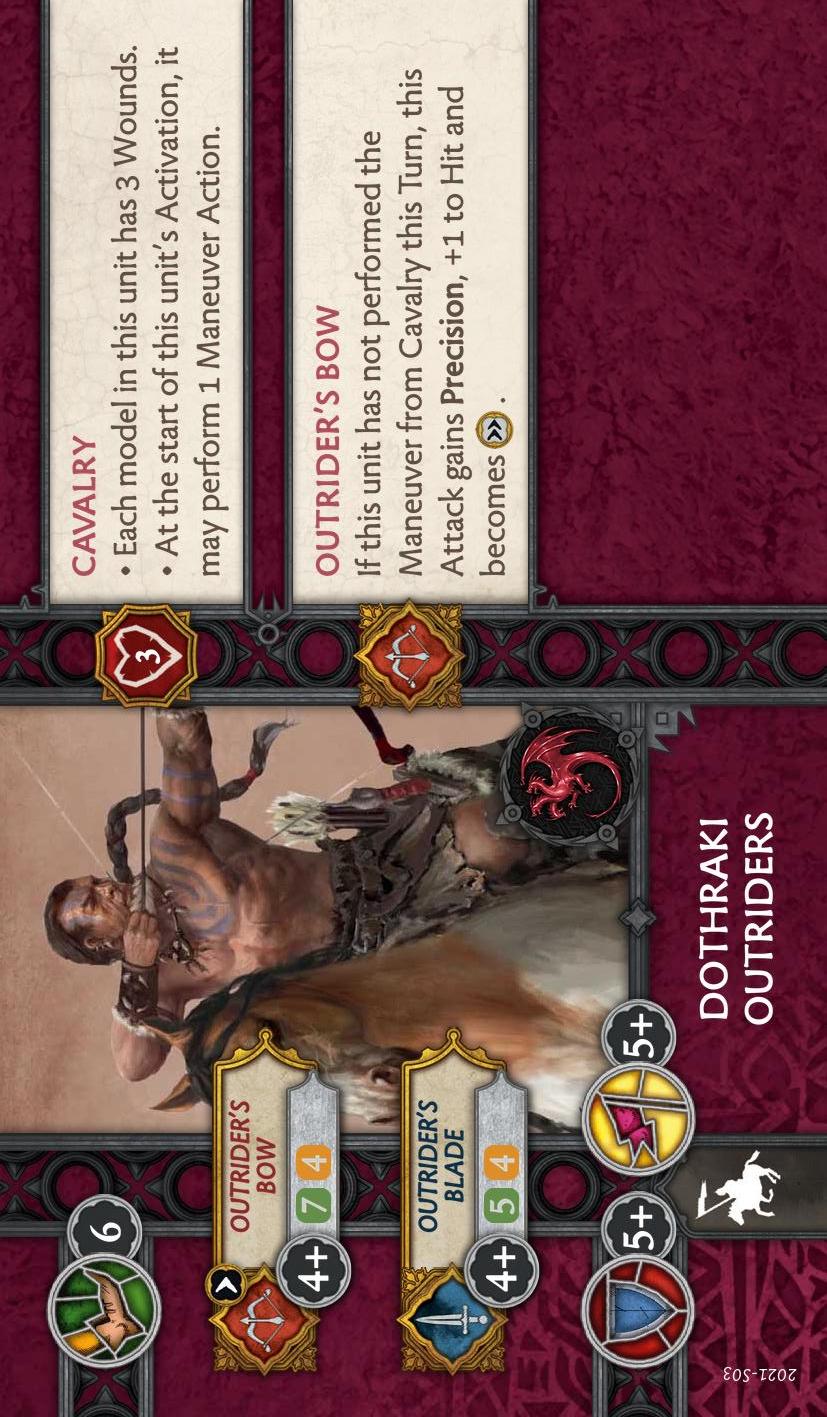 6
OUTRIDER'S
BOW
4+
7 4
OUTRIDER'S
BLADE
4+
5 4
5+
5+
DOTHRAKI
OUTRIDERS
2021-S03
3
CAVALRY
• Each model in this unit has 3 Wounds.
• At the start of this unit's Activation, it
may perform 1 Maneuver Action.
OUTRIDER'S BOW
If this unit has not performed the
Maneuver from Cavalry this Turn, this
Attack gains Precision, +1 to Hit and
becomes .